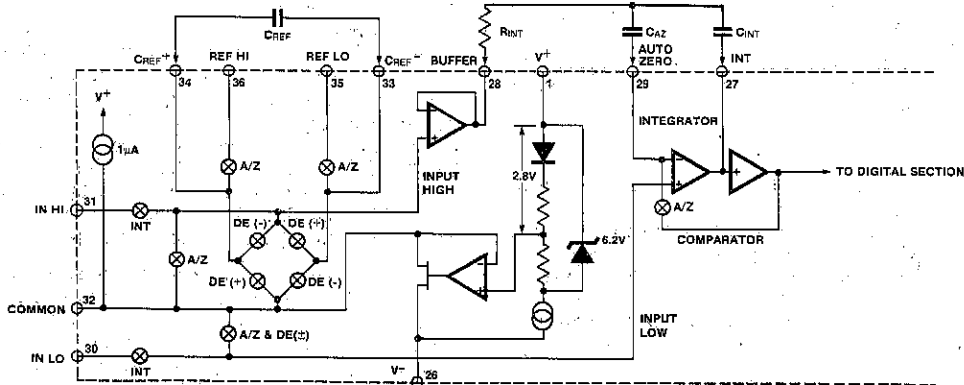 CREF
RINT
CAZ
CINT
CREF+
REF HI
REF LO
CREF-
BUFFER
V+
AUTO
ZERO
INT
34
36
35
33
28
1
29
27
V+
1µA
A/Z
A/Z
INPUT
HIGH
2.8V
INTEGRATOR
TO DIGITAL SECTION
IN HI
31
INT
DE (-)
DE (+)
A/Z
DE (+)
DE (-)
6.2V
A/Z
COMPARATOR
COMMON
32
A/Z & DE(±)
INPUT
LOW
IN LO
30
INT
V-
26